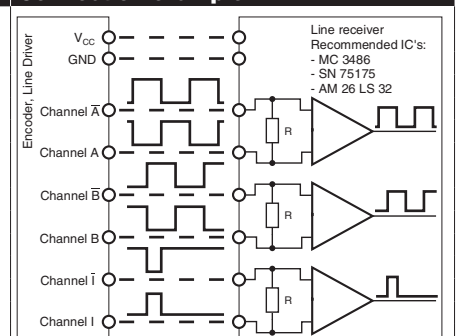 Encoder, Line Driver
V_CC
GND
Channel A̅
Channel A
Channel B̅
Channel B
Channel I̅
Channel I
Line receiver
Recommended IC's:
- MC 3486
- SN 75175
- AM 26 LS 32
R
R
R